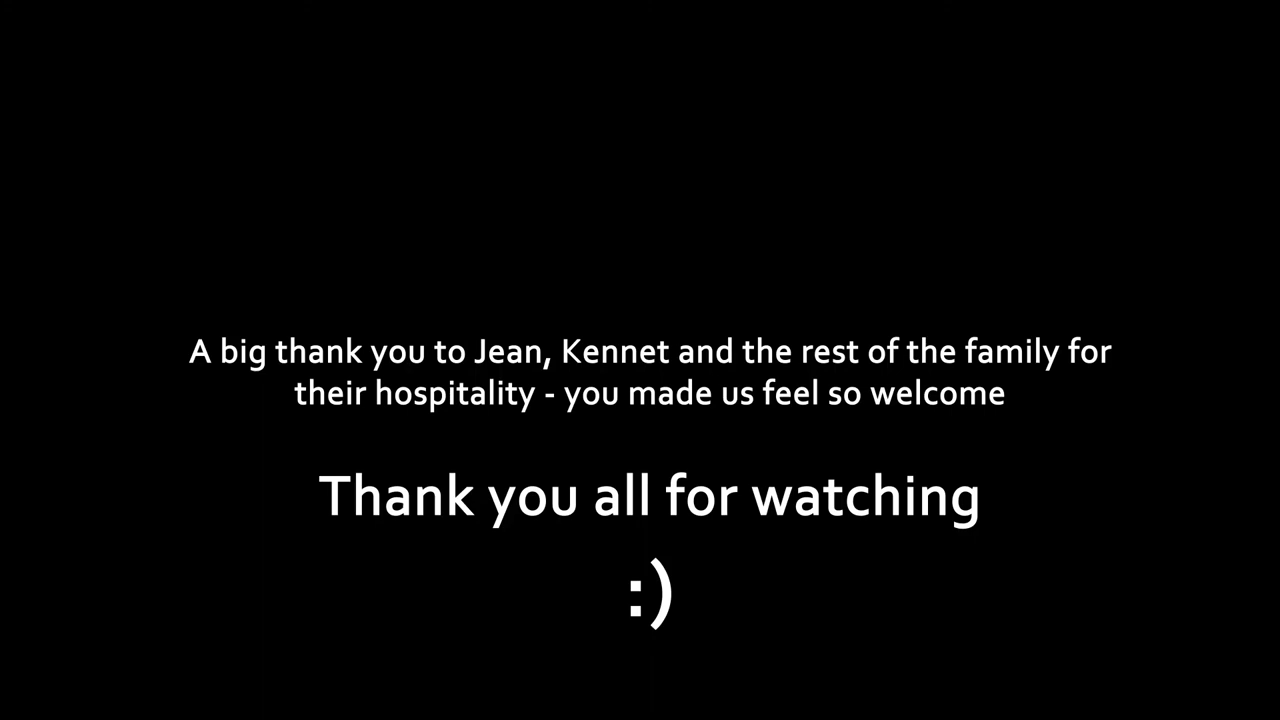 A big thank you to Jean, Kennet and the rest of the family for
their hospitality - you made us feel so welcome
Thank you all for watching
:)